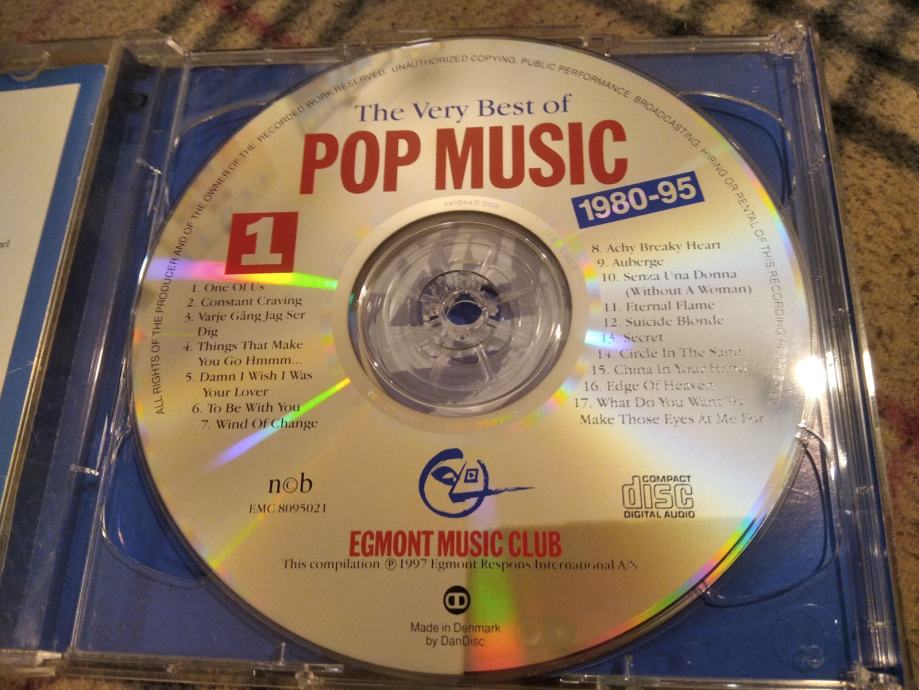 ALL RIGHTS OF THE PRODUCER AND OF THE OWNER OF THE RECORDED WORK RESERVED. UNAUTHORIZED COPYING, PUBLIC PERFORMANCE, BROADCASTING, HIRING OR RENTAL OF THIS RECORDING
The Very Best of
POP MUSIC
1980-95
1
1. One Of Us
2. Constant Craving
3. Varje Gång Jag Ser
Dig
4. Things That Make
You Go Hmmm...
5. Damn I Wish I Was
Your Lover
6. To Be With You
7. Wind Of Change
8. Achy Breaky Heart
9. Auberge
10. Senza Una Donna
(Without A Woman)
11. Eternal Flame
12. Suicide Blonde
13. Secret
14. Circle In The Sand
15. China In Your Hand
16. Edge Of Heaven
17. What Do You Want To
Make Those Eyes At Me For
n©b
EMC 8095021
COMPACT
disc
DIGITAL AUDIO
EGMONT MUSIC CLUB
This compilation ℗ 1997 Egmont Respons International A/S
Made in Denmark
by DanDisc